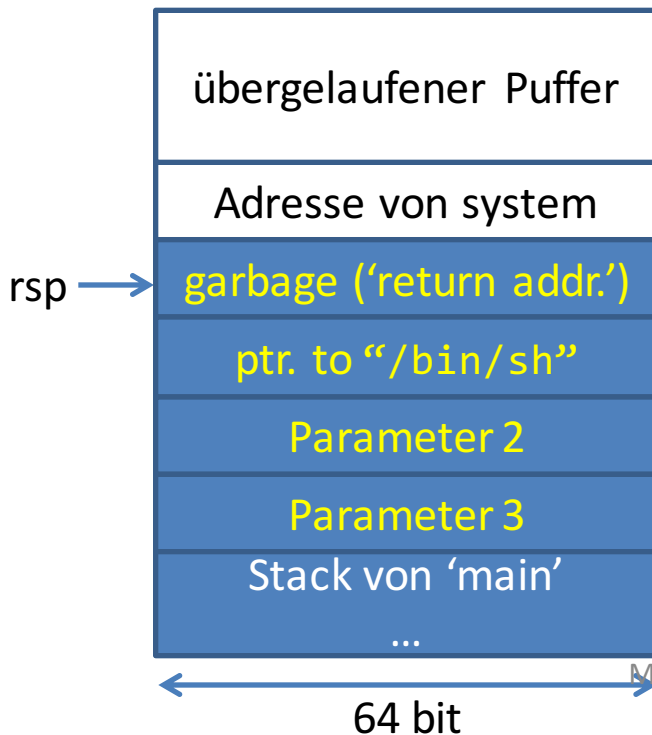 übergelaufener Puffer
Adresse von system
rsp
garbage (‘return addr.’)
ptr. to “/bin/sh”
Parameter 2
Parameter 3
Stack von ‘main’
...
M
64 bit